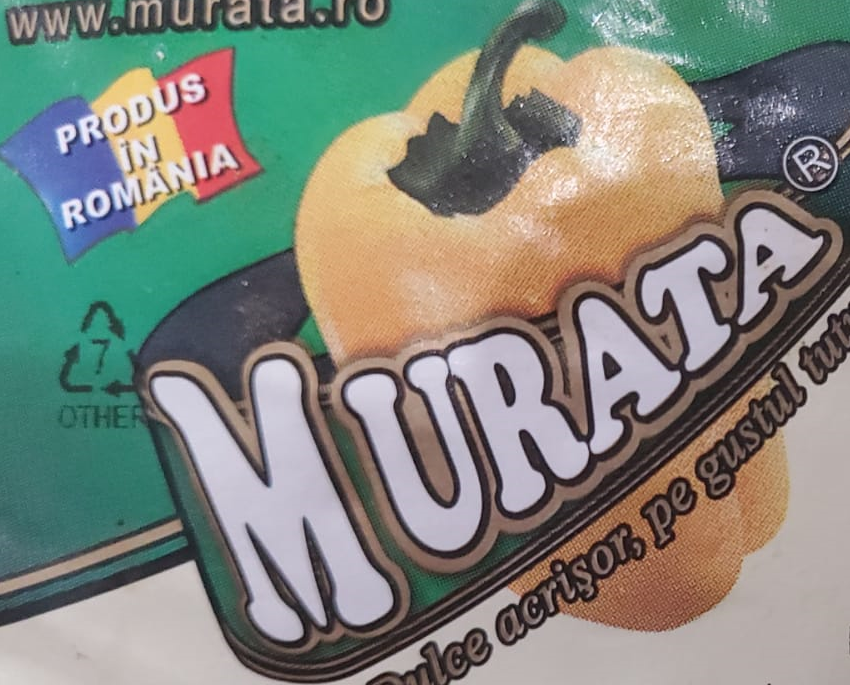 www.murata.ro
PRODUS
ÎN
ROMÂNIA
®
7
OTHER
MURATA
Dulce acrişor, pe gustul